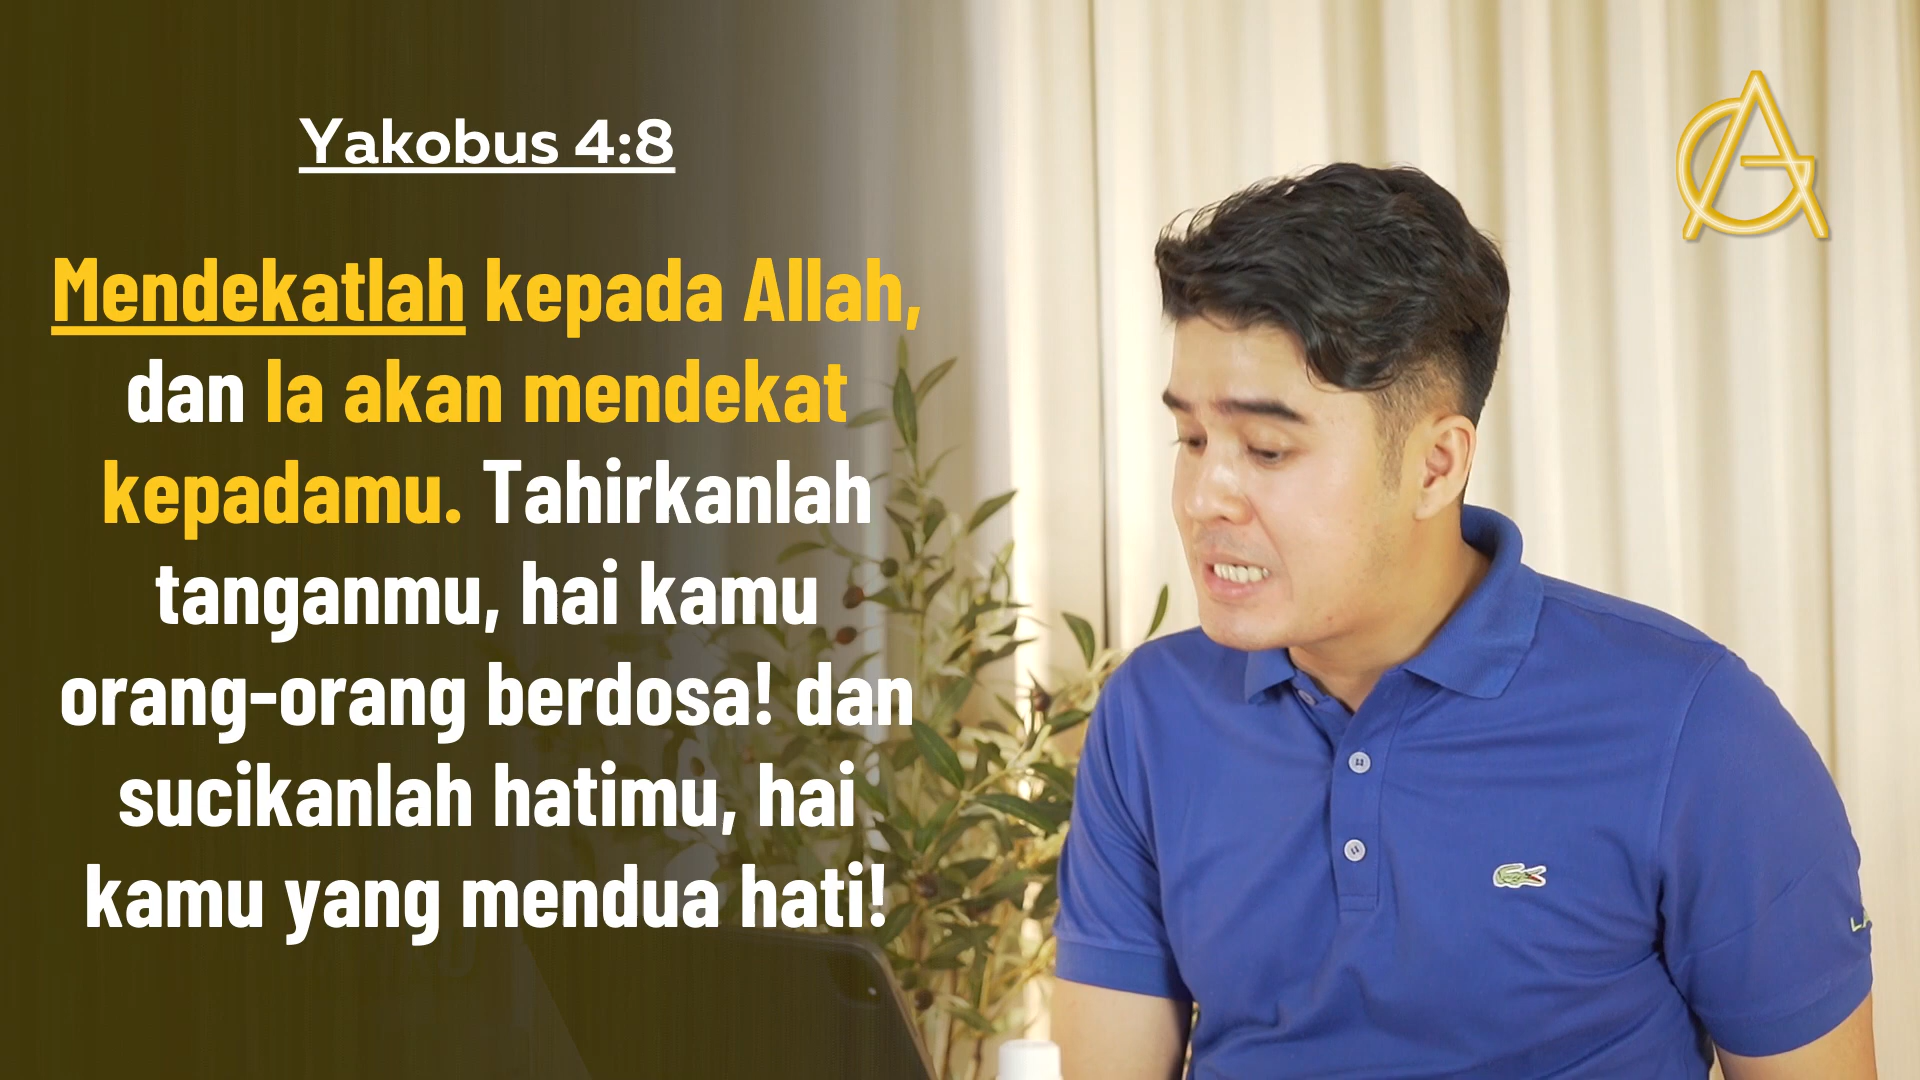 Yakobus 4:8
Mendekatlah kepada Allah,
dan Ia akan mendekat
kepadamu. Tahirkanlah
tanganmu, hai kamu
orang-orang berdosa! dan
sucikanlah hatimu, hai
kamu yang mendua hati!